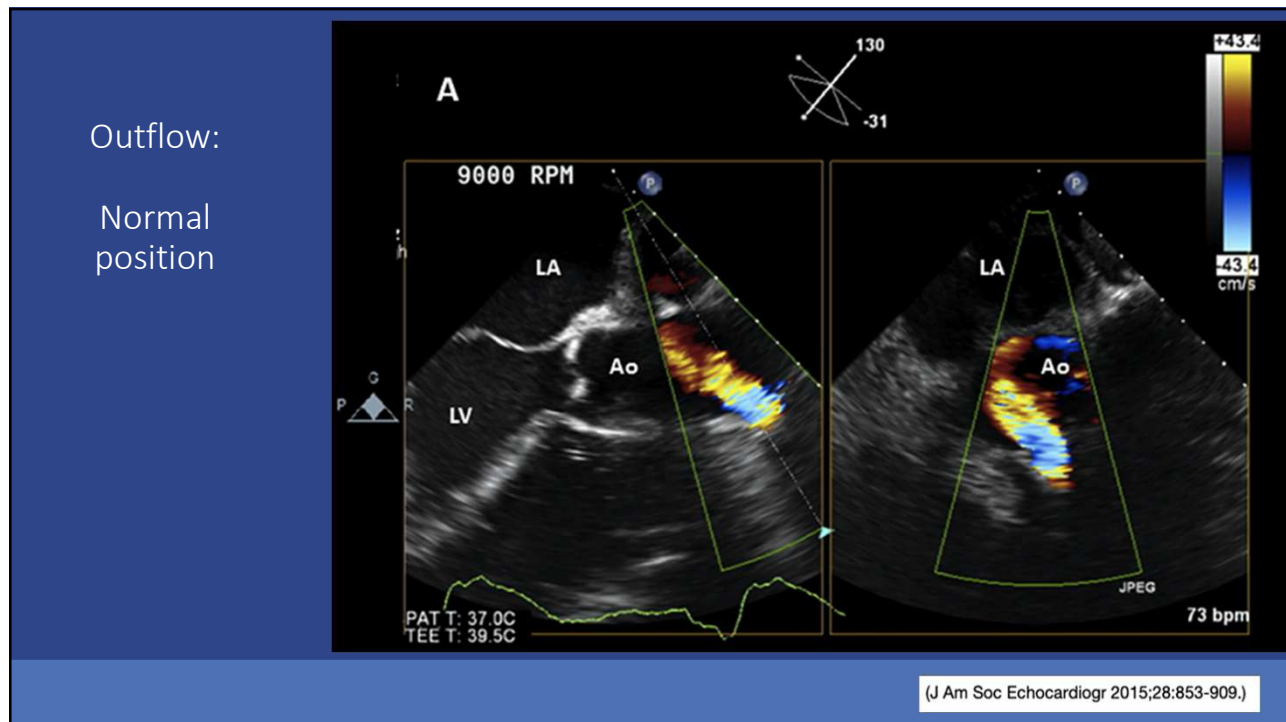 Outflow:
Normal
position
A
130
-31
+43.4
-43.4
cm/s
9000 RPM
P
P
h
LA
LA
Ao
Ao
G
P
R
LV
JPEG
PAT T: 37.0C
TEE T: 39.5C
73 bpm
(J Am Soc Echocardiogr 2015;28:853-909.)